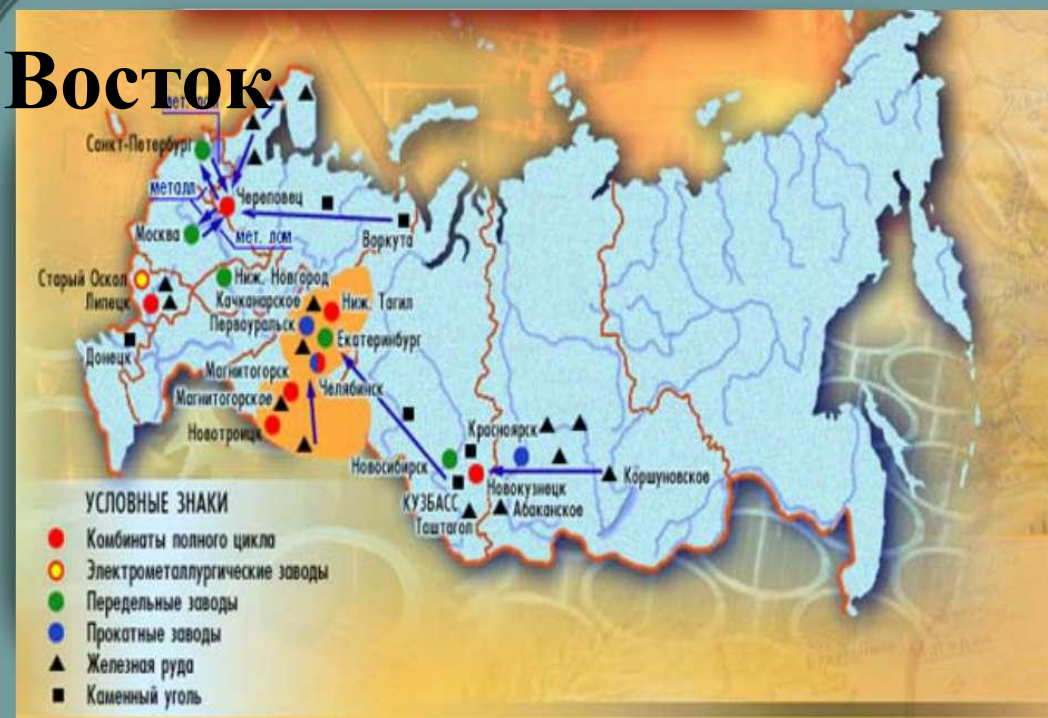 Восток
мет. лом
Санкт-Петербург
металл
Череповец
Москва
мет. лом
Воркута
Старый Оскол
Ниж. Новгород
Липецк
Качканарское
Ниж. Тагил
Первоуральск
Екатеринбург
Донецк
Магнитогорск
Челябинск
Магнитогорское
Новотроицк
Красноярск
Новосибирск
Коршуновское
Новокузнецк
КУЗБАСС
Абаканское
Таштагол
УСЛОВНЫЕ ЗНАКИ
Комбинаты полного цикла
Электрометаллургические заводы
Передельные заводы
Прокатные заводы
Железная руда
Каменный уголь